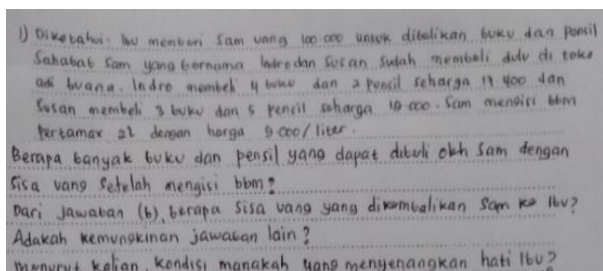 1) Diketahui: Ibu memberi Sam uang 100 000 untuk dibelikan buku dan Pensil
Sahabat Sam yang bernama Indro dan Susan sudah membeli dulu di toko
adi buana. Indro membeli 4 buku dan 2 pensil seharga 400 dan
Susan membeli 3 buku dan 5 pensil seharga 000. Sam mengisi bbm
Pertamax 2l dengan harga 9.000/liter.
Berapa banyak buku dan pensil yang dapat dibeli oleh Sam dengan
Sisa uang setelah mengisi bbm?
Dari jawaban (b), berapa sisa uang yang dikembalikan Sam ke Ibu?
Adakah kemungkinan jawaban lain?
Menurut kalian, kondisi manakah yang menyenangkan hati Ibu?